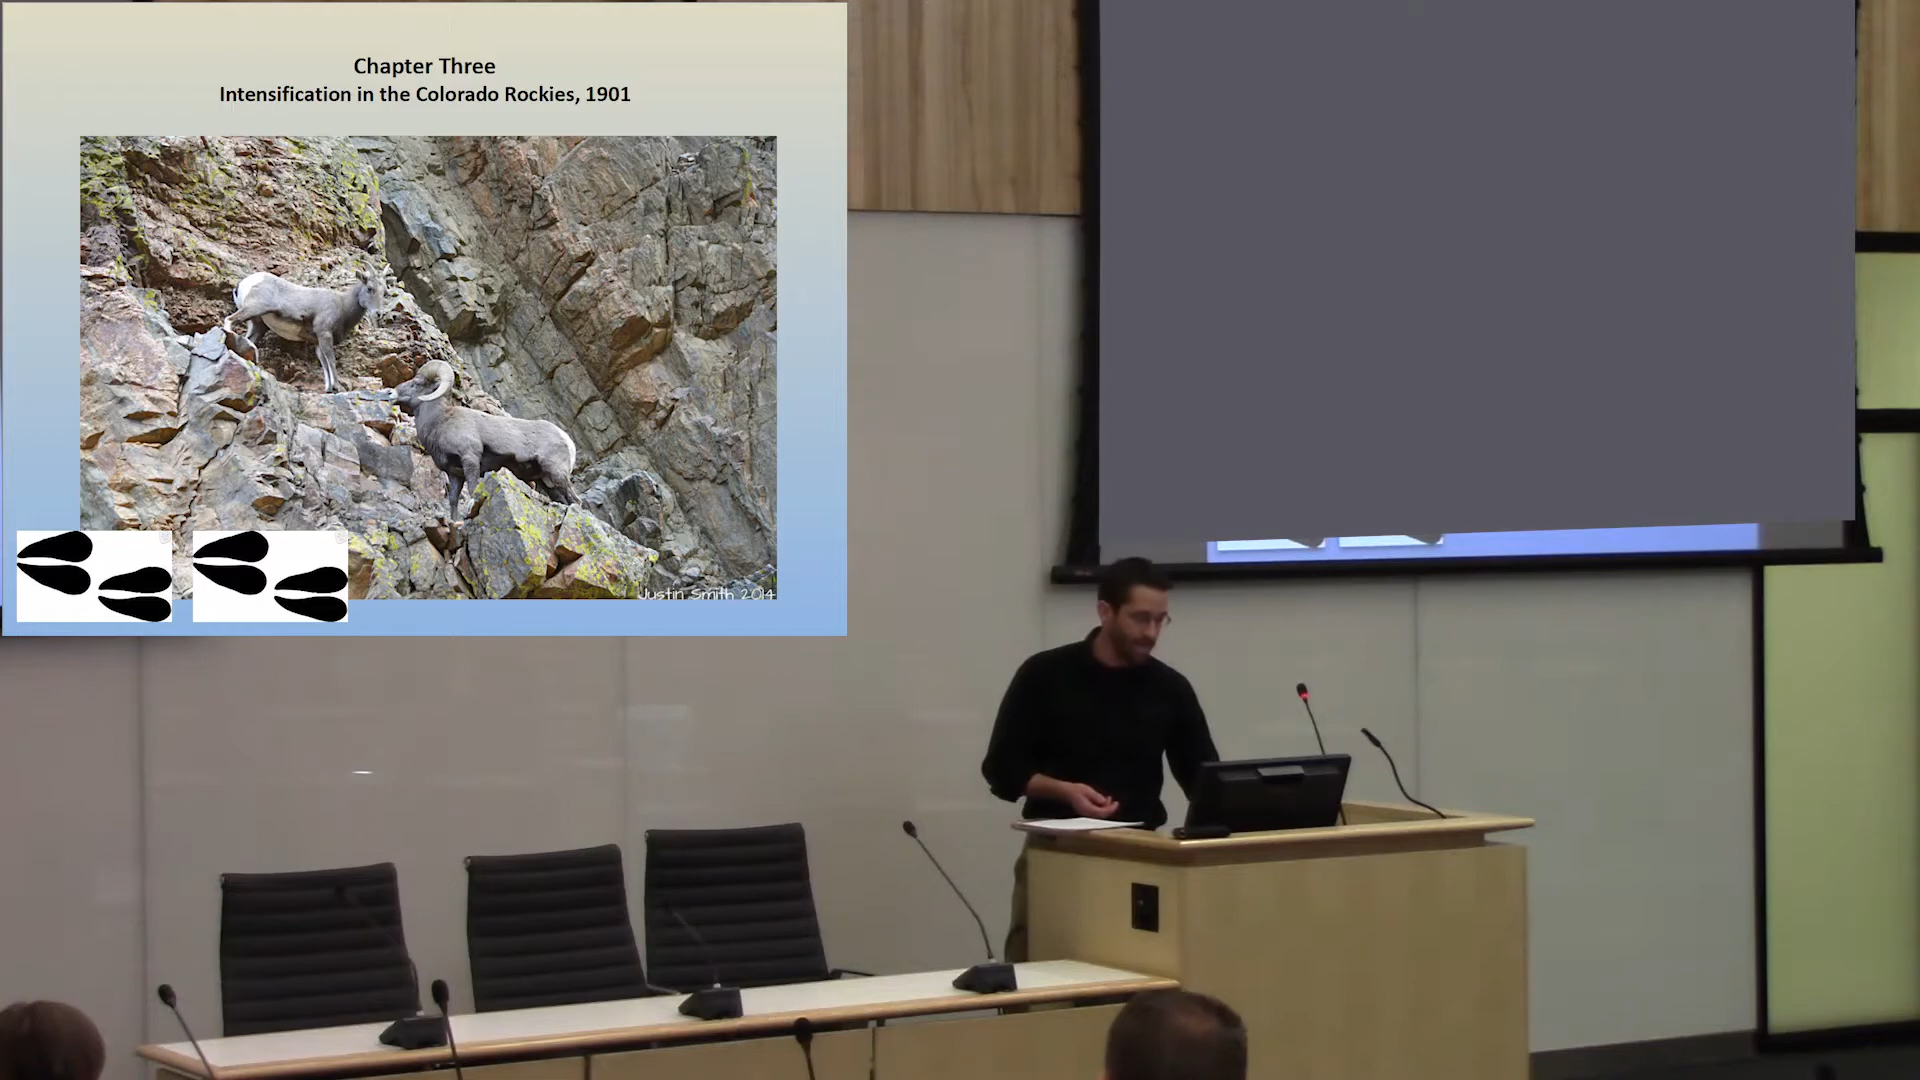 Chapter Three
Intensification in the Colorado Rockies, 1901
Justin Smith 2014